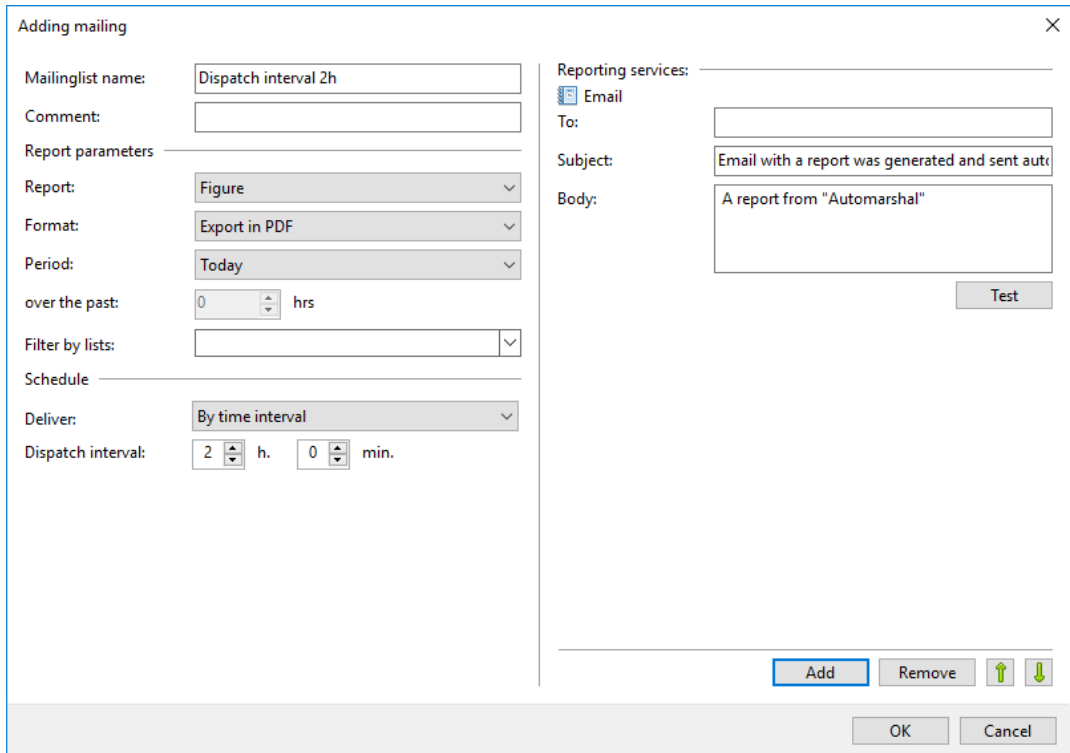 Adding mailing
Mailinglist name: Dispatch interval 2h
Comment:
Report parameters
Report: Figure
Format: Export in PDF
Period: Today
over the past: 0 hrs
Filter by lists:
Schedule
Deliver: By time interval
Dispatch interval: 2 h. 0 min.
Reporting services:
Email
To:
Subject: Email with a report was generated and sent auto
Body: A report from "Automarshal"
Test
Add Remove
OK Cancel